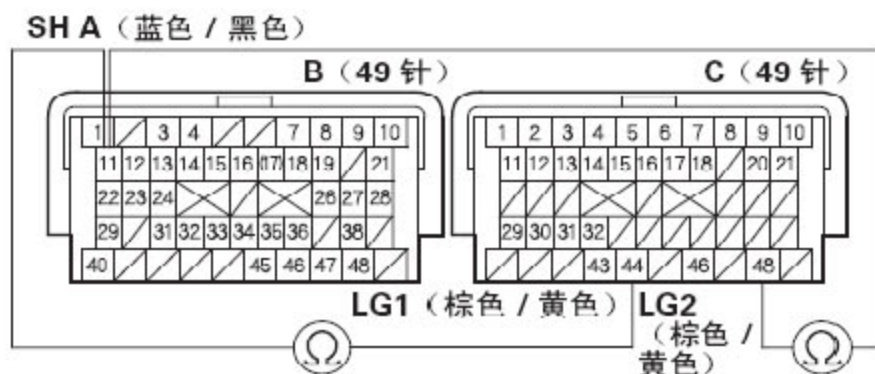 SH A（蓝色 / 黑色）
B（49 针） C（49 针）
1 3 4 7 8 9 10 1 2 3 4 5 6 7 8 9 10
11 12 13 14 15 16 (17) 18 19 21 11 12 13 14 15 16 17 18 20 21
22 23 24 26 27 28
29 31 32 33 34 35 36 38 29 30 31 32
40 45 46 47 48 43 44 46 48
LG1（棕色 / 黄色） LG2
（棕色 /
黄色）
Ω Ω